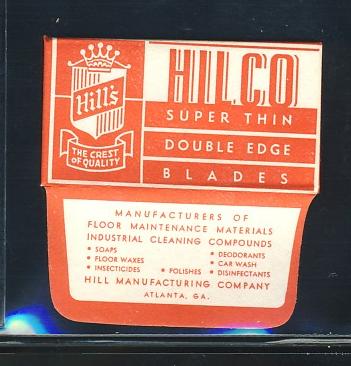 Hill's
THE CREST
OF QUALITY
HILCO
SUPER THIN
DOUBLE EDGE
BLADES
MANUFACTURERS OF
FLOOR MAINTENANCE MATERIALS
INDUSTRIAL CLEANING COMPOUNDS
• SOAPS
• FLOOR WAXES
• INSECTICIDES
• POLISHES
• DEODORANTS
• CAR WASH
• DISINFECTANTS
HILL MANUFACTURING COMPANY
ATLANTA, GA.